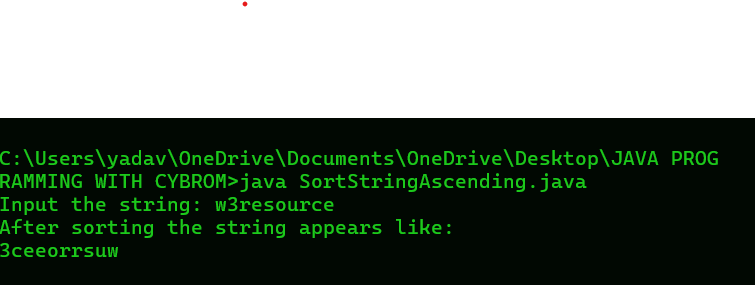 C:\Users\yadav\OneDrive\Documents\OneDrive\Desktop\JAVA PROG
RAMMING WITH CYBROM>java SortStringAscending.java
Input the string: w3resource
After sorting the string appears like:
3ceeorrsuw